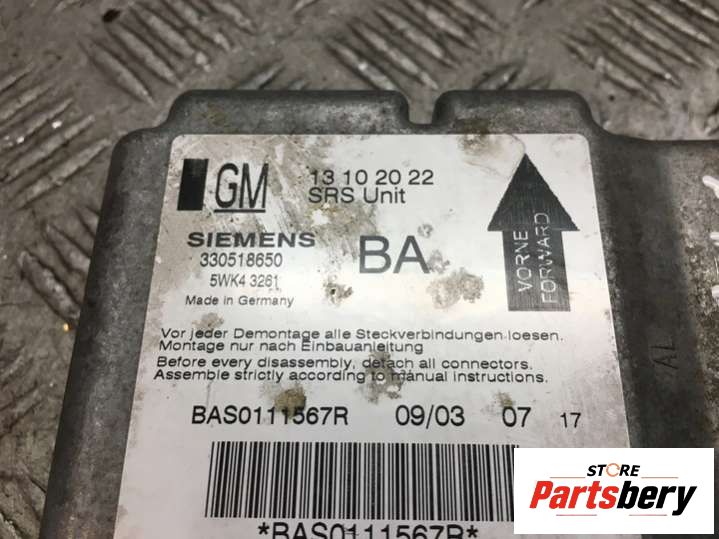 GM
13 10 20 22
SRS Unit
SIEMENS
330518650
5WK4 3261
Made in Germany
BA
VORNE
FORWARD
Vor jeder Demontage alle Steckverbindungen loesen.
Montage nur nach Einbauanleitung
Before every disassembly, detach all connectors.
Assemble strictly according to manual instructions.
BAS0111567R 09/03 07 17
*BAS0111567R*
AL
STORE
Partsbery